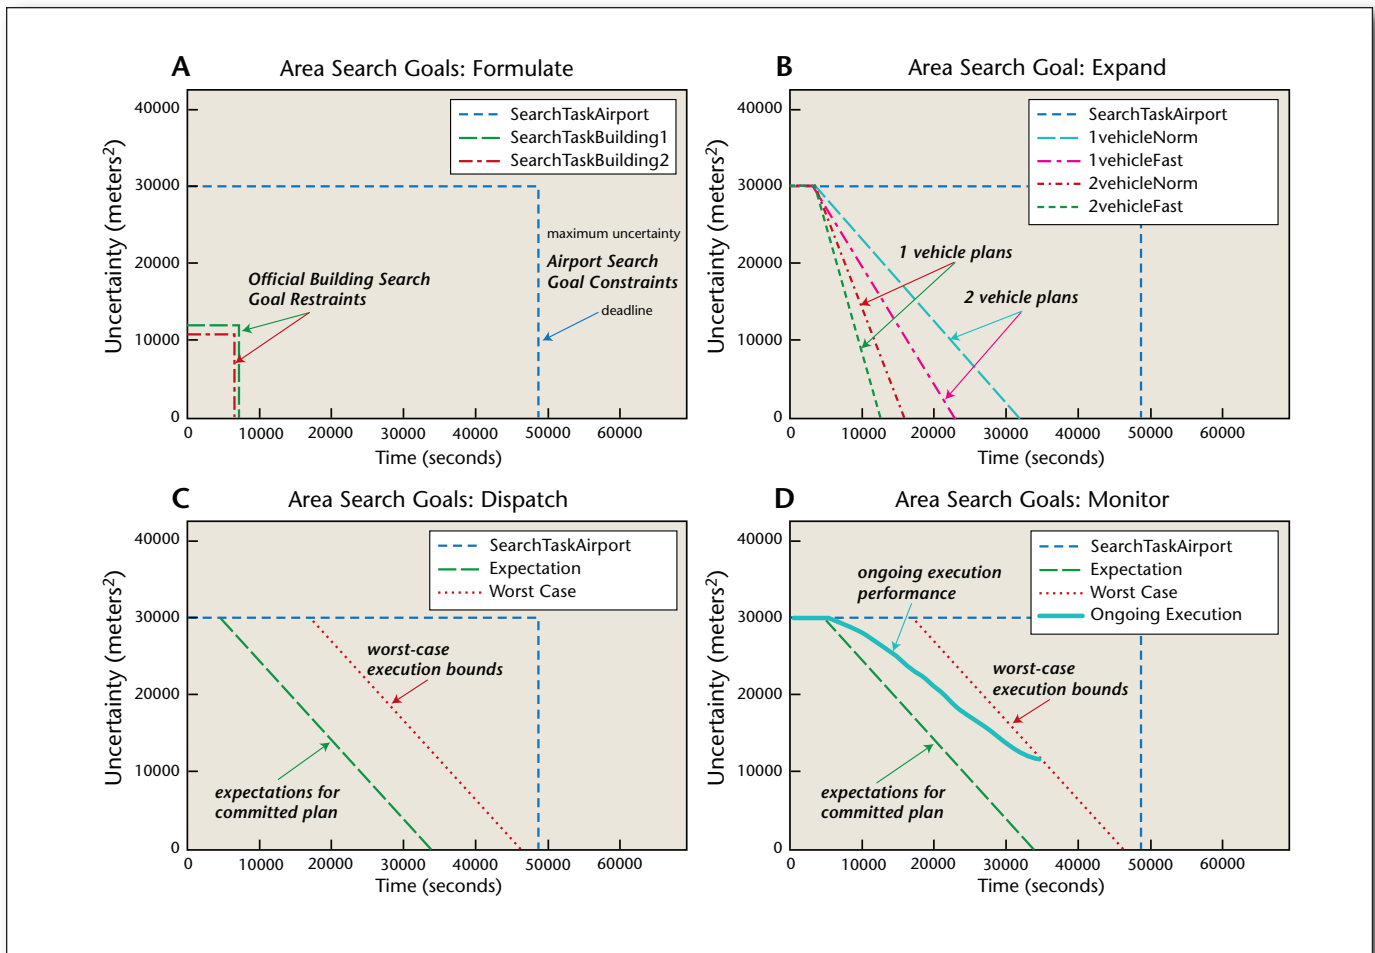 A
Area Search Goals: Formulate
Uncertainty (meters²)
40000
30000
20000
10000
0
SearchTaskAirport
SearchTaskBuilding1
SearchTaskBuilding2
maximum uncertainty
Airport Search
Goal Constraints
deadline
Official Building Search
Goal Restraints
0 10000 20000 30000 40000 50000 60000
Time (seconds)
B
Area Search Goal: Expand
Uncertainty (meters²)
40000
30000
20000
10000
0
SearchTaskAirport
1vehicleNorm
1vehicleFast
2vehicleNorm
2vehicleFast
1 vehicle plans
2 vehicle plans
0 10000 20000 30000 40000 50000 60000
Time (seconds)
C
Area Search Goals: Dispatch
Uncertainty (meters²)
40000
30000
20000
10000
0
SearchTaskAirport
Expectation
Worst Case
worst-case
execution bounds
expectations for
committed plan
0 10000 20000 30000 40000 50000 60000
Time (seconds)
D
Area Search Goals: Monitor
Uncertainty (meters²)
40000
30000
20000
10000
0
SearchTaskAirport
Expectation
Worst Case
Ongoing Execution
ongoing execution
performance
worst-case
execution bounds
expectations for
committed plan
0 10000 20000 30000 40000 50000 60000
Time (seconds)